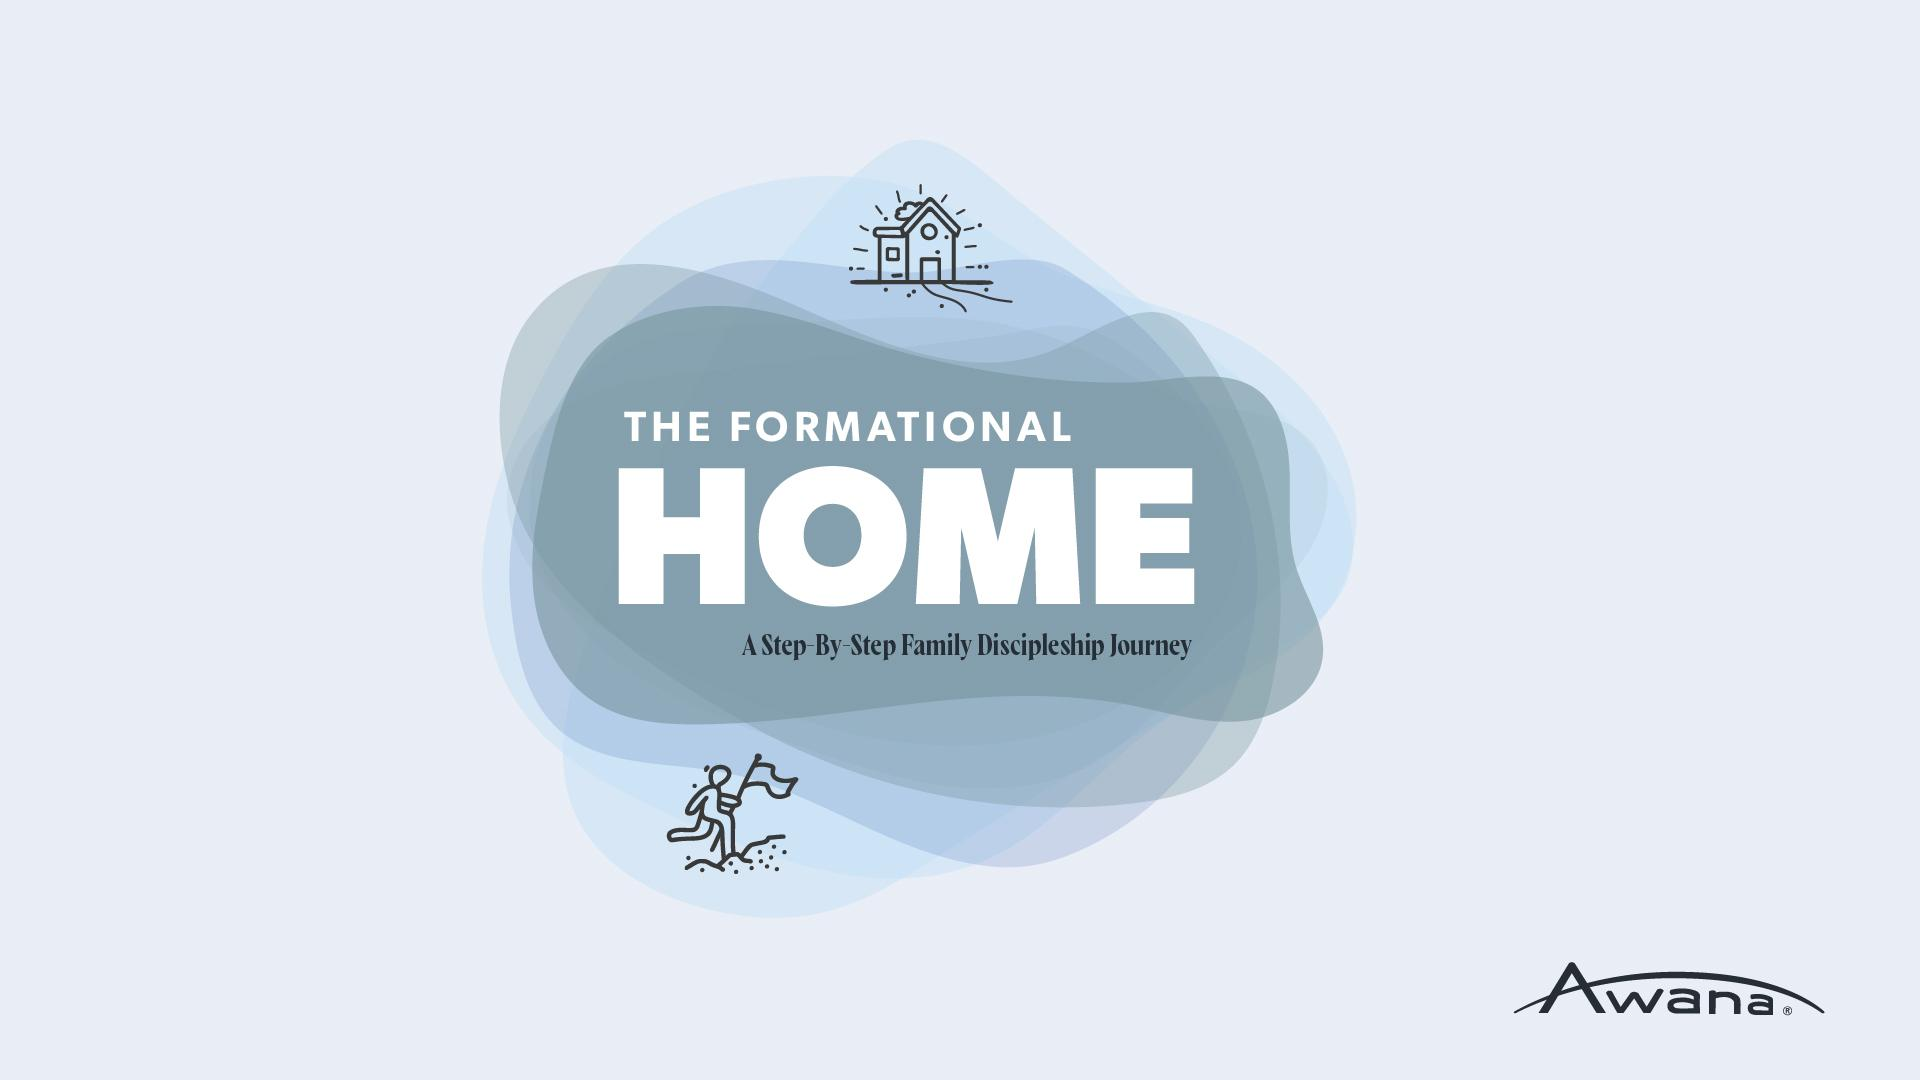 THE FORMATIONAL
HOME
A Step-By-Step Family Discipleship Journey
Awana®